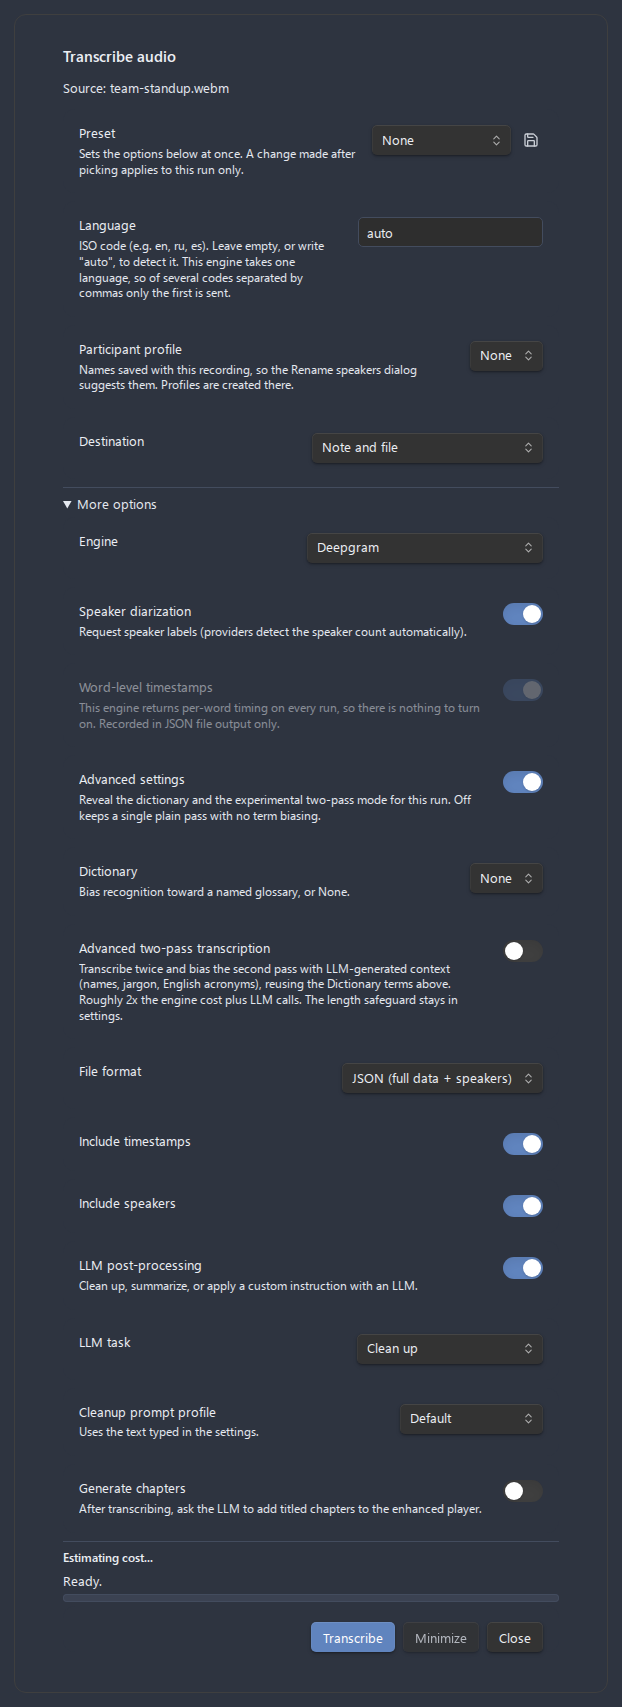 Transcribe audio
Source: team-standup.webm
Preset
None
Sets the options below at once. A change made after
picking applies to this run only.
Language
auto
ISO code (e.g. en, ru, es). Leave empty, or write
"auto", to detect it. This engine takes one
language, so of several codes separated by
commas only the first is sent.
Participant profile
None
Names saved with this recording, so the Rename speakers dialog
suggests them. Profiles are created there.
Destination
Note and file
▼ More options
Engine
Deepgram
Speaker diarization
Request speaker labels (providers detect the speaker count automatically).
Word-level timestamps
This engine returns per-word timing on every run, so there is nothing to turn
on. Recorded in JSON file output only.
Advanced settings
Reveal the dictionary and the experimental two-pass mode for this run. Off
keeps a single plain pass with no term biasing.
Dictionary
None
Bias recognition toward a named glossary, or None.
Advanced two-pass transcription
Transcribe twice and bias the second pass with LLM-generated context
(names, jargon, English acronyms), reusing the Dictionary terms above.
Roughly 2x the engine cost plus LLM calls. The length safeguard stays in
settings.
File format
JSON (full data + speakers)
Include timestamps
Include speakers
LLM post-processing
Clean up, summarize, or apply a custom instruction with an LLM.
LLM task
Clean up
Cleanup prompt profile
Default
Uses the text typed in the settings.
Generate chapters
After transcribing, ask the LLM to add titled chapters to the enhanced player.
Estimating cost...
Ready.
Transcribe Minimize Close